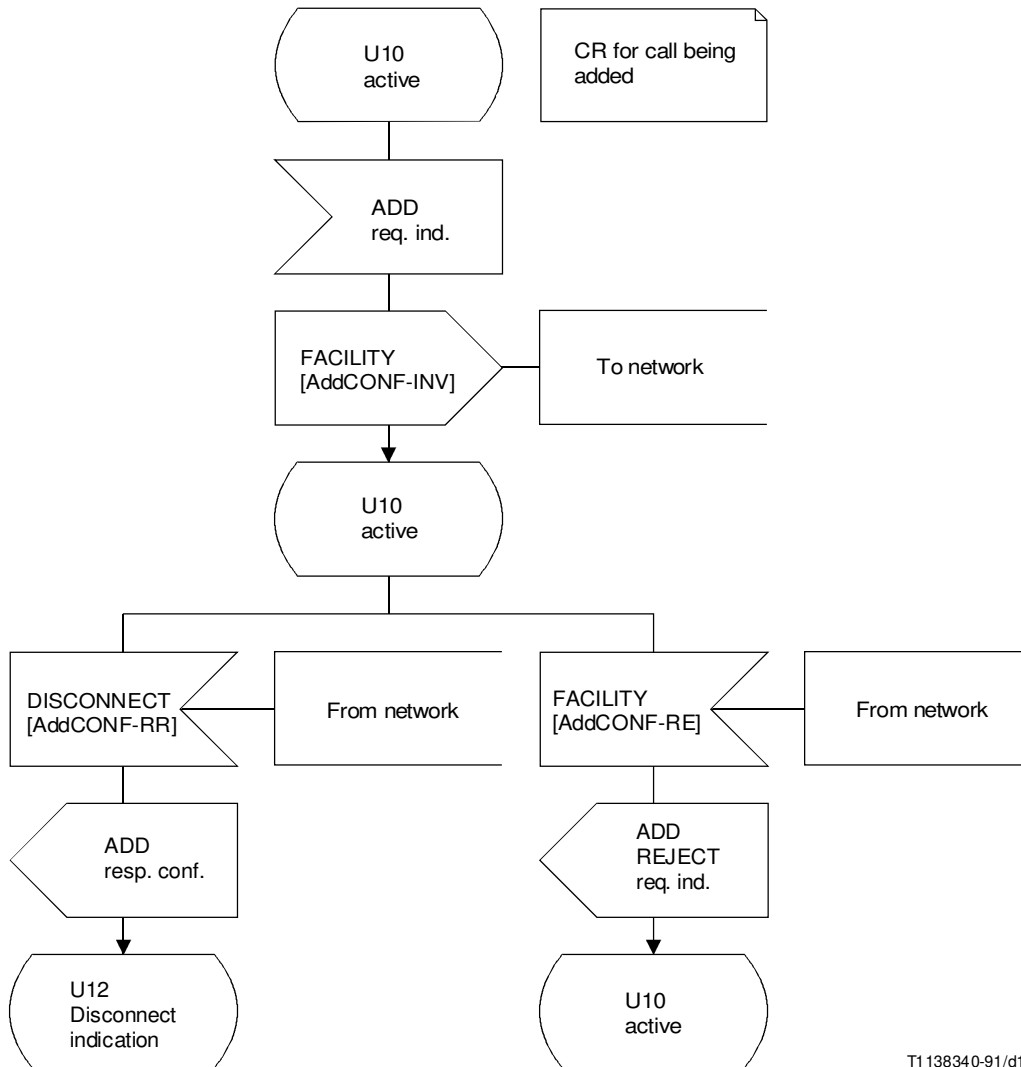 U10
active
CR for call being
added
ADD
req. ind.
FACILITY
[AddCONF-INV]
To network
U10
active
DISCONNECT
[AddCONF-RR]
From network
FACILITY
[AddCONF-RE]
From network
ADD
resp. conf.
ADD
REJECT
req. ind.
U12
Disconnect
indication
U10
active
T1138340-91/d1